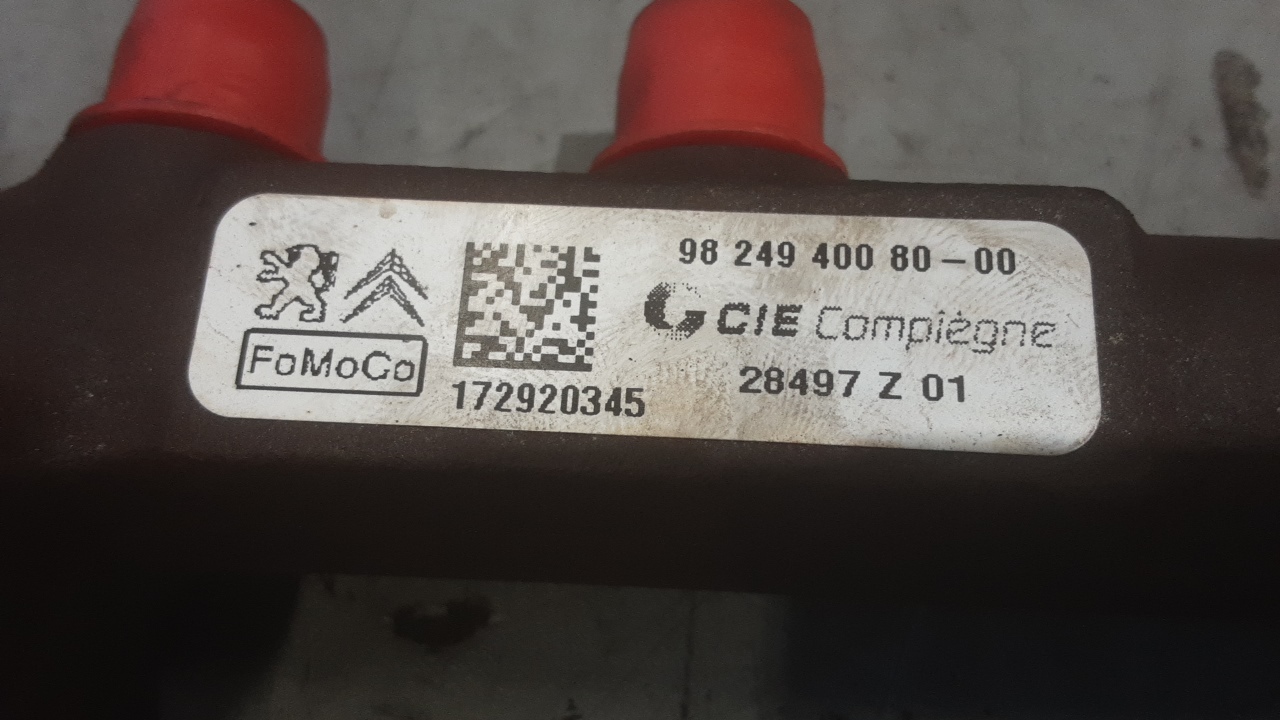 98 249 400 80-00
CIE Compiègne
FoMoCo
172920345
28497 Z 01